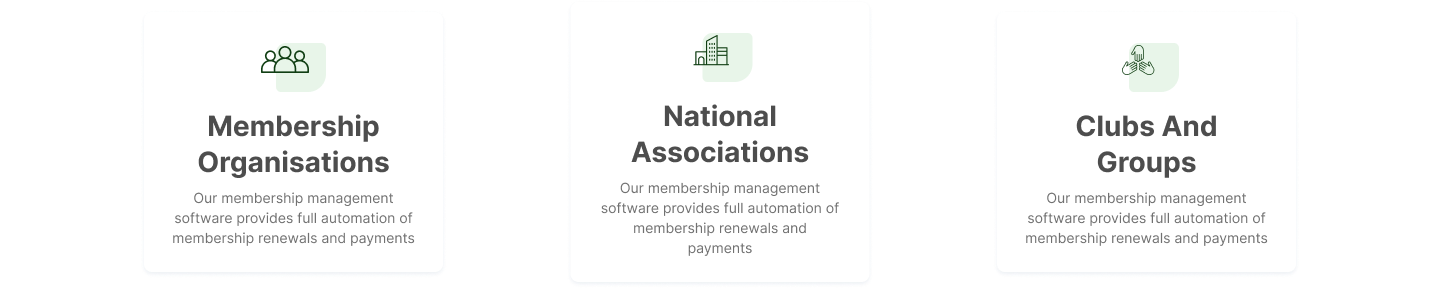 Membership
Organisations
Our membership management
software provides full automation of
membership renewals and payments
National
Associations
Our membership management
software provides full automation of
membership renewals and
payments
Clubs And
Groups
Our membership management
software provides full automation of
membership renewals and payments